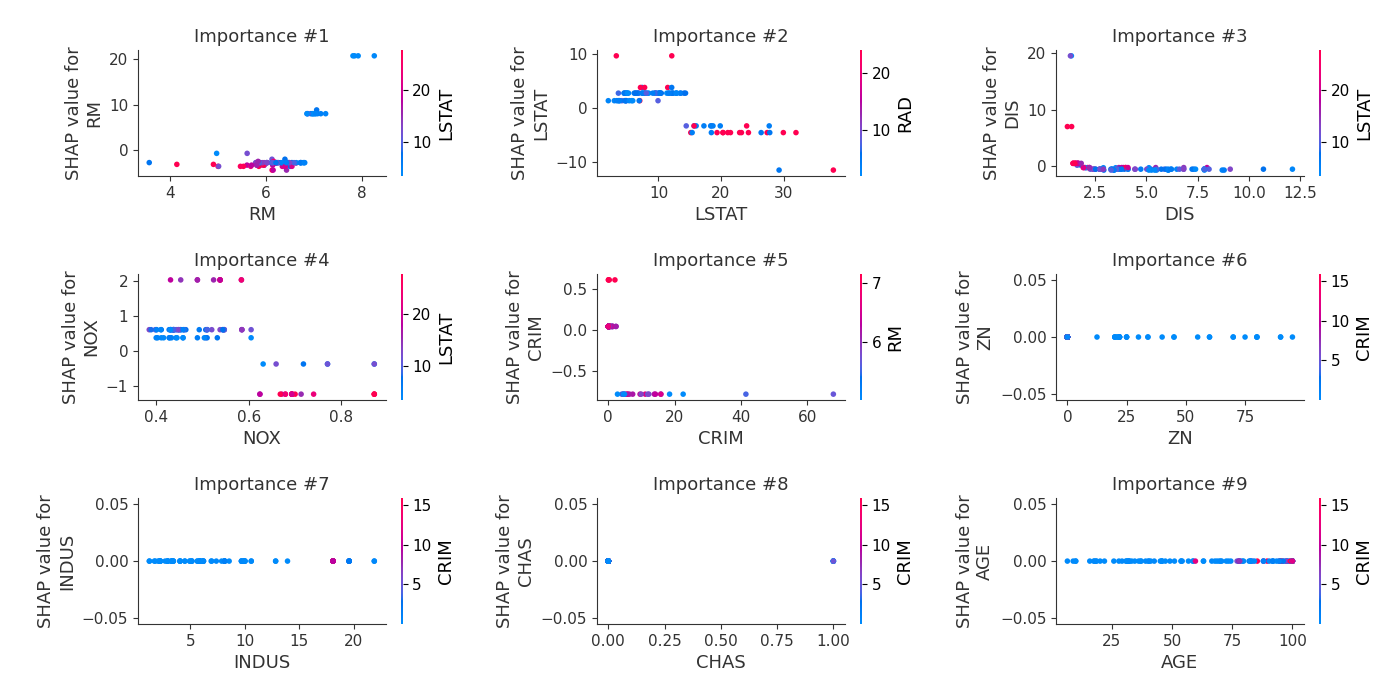 Importance #1
SHAP value for
RM
20
10
0
4
6
8
RM
20
10
LSTAT
Importance #2
SHAP value for
LSTAT
10
0
−10
10
20
30
LSTAT
20
10
RAD
Importance #3
SHAP value for
DIS
20
10
0
2.5
5.0
7.5
10.0
12.5
DIS
20
10
LSTAT
Importance #4
SHAP value for
NOX
2
1
0
−1
0.4
0.6
0.8
NOX
20
10
LSTAT
Importance #5
SHAP value for
CRIM
0.5
0.0
−0.5
0
20
40
60
CRIM
7
6
RM
Importance #6
SHAP value for
ZN
0.05
0.00
−0.05
0
25
50
75
ZN
15
10
5
CRIM
Importance #7
SHAP value for
INDUS
0.05
0.00
−0.05
5
10
15
20
INDUS
15
10
5
CRIM
Importance #8
SHAP value for
CHAS
0.05
0.00
−0.05
0.00
0.25
0.50
0.75
1.00
CHAS
15
10
5
CRIM
Importance #9
SHAP value for
AGE
0.05
0.00
−0.05
25
50
75
100
AGE
15
10
5
CRIM